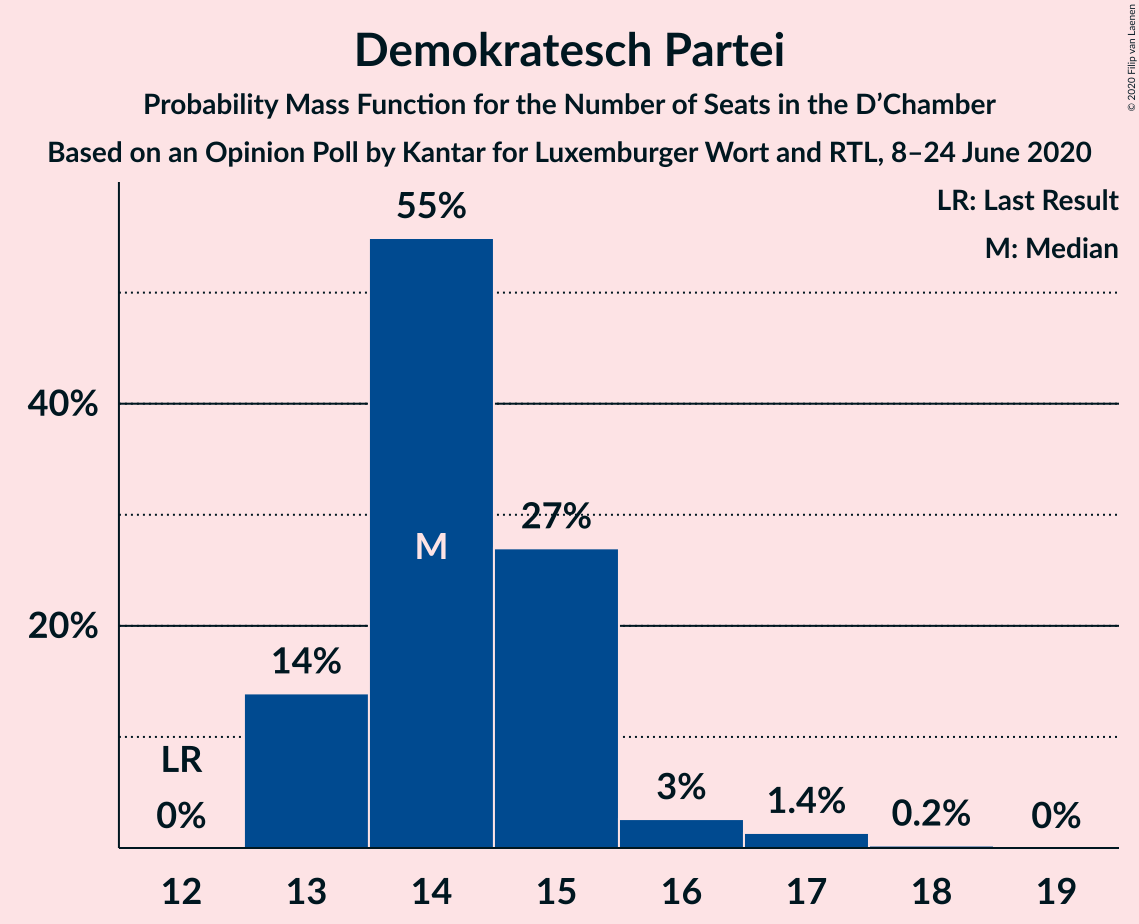 Demokratesch Partei
Probability Mass Function for the Number of Seats in the D’Chamber
Based on an Opinion Poll by Kantar for Luxemburger Wort and RTL, 8–24 June 2020
© 2020 Filip van Laenen
LR: Last Result
M: Median
55%
40%
27%
M
20%
14%
LR
0%
3%
1.4%
0.2%
0%
12 13 14 15 16 17 18 19